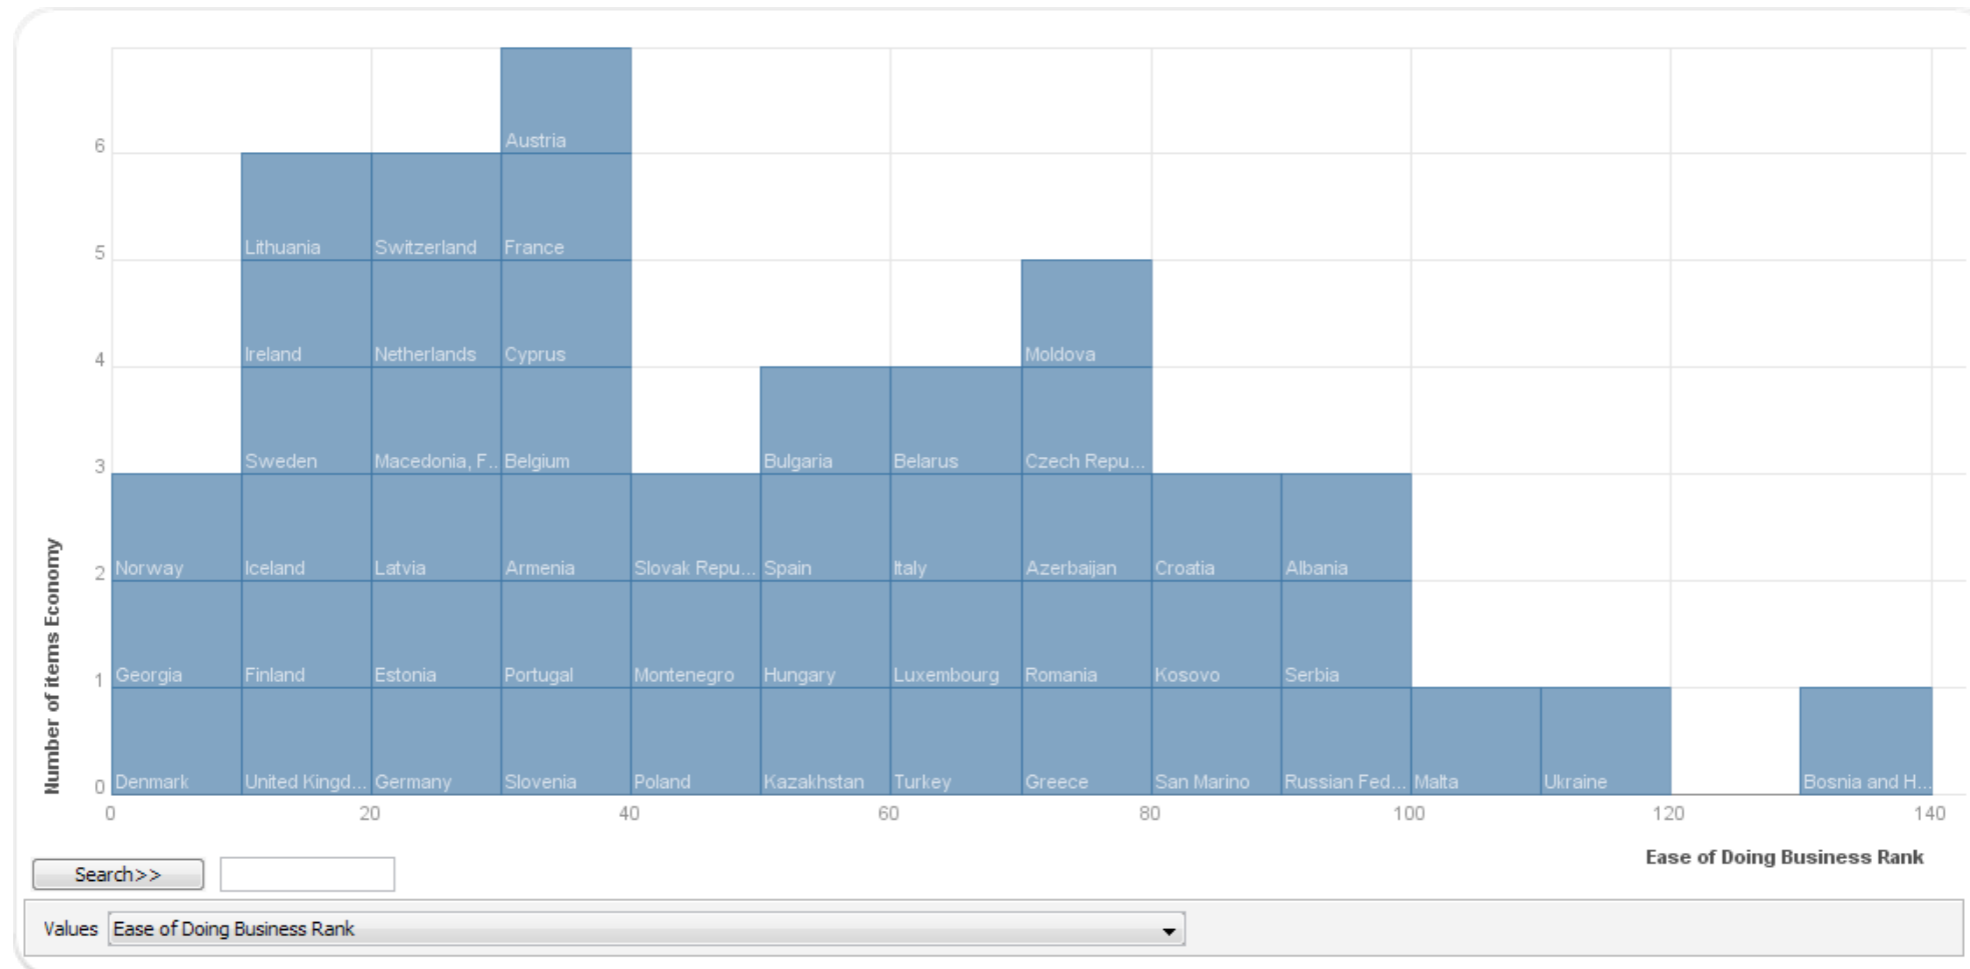 Austria
6
Lithuania Switzerland France
5
Ireland Netherlands Cyprus Moldova
4
Sweden Macedonia, F.. Belgium Bulgaria Belarus Czech Repu...
3
Norway Iceland Latvia Armenia Slovak Repu... Spain Italy Azerbaijan Croatia Albania
2
Georgia Finland Estonia Portugal Montenegro Hungary Luxembourg Romania Kosovo Serbia
1
Denmark United Kingd... Germany Slovenia Poland Kazakhstan Turkey Greece San Marino Russian Fed... Malta Ukraine Bosnia and H...
0
Number of items Economy
0 20 40 60 80 100 120 140
Ease of Doing Business Rank
Search>>
Values Ease of Doing Business Rank